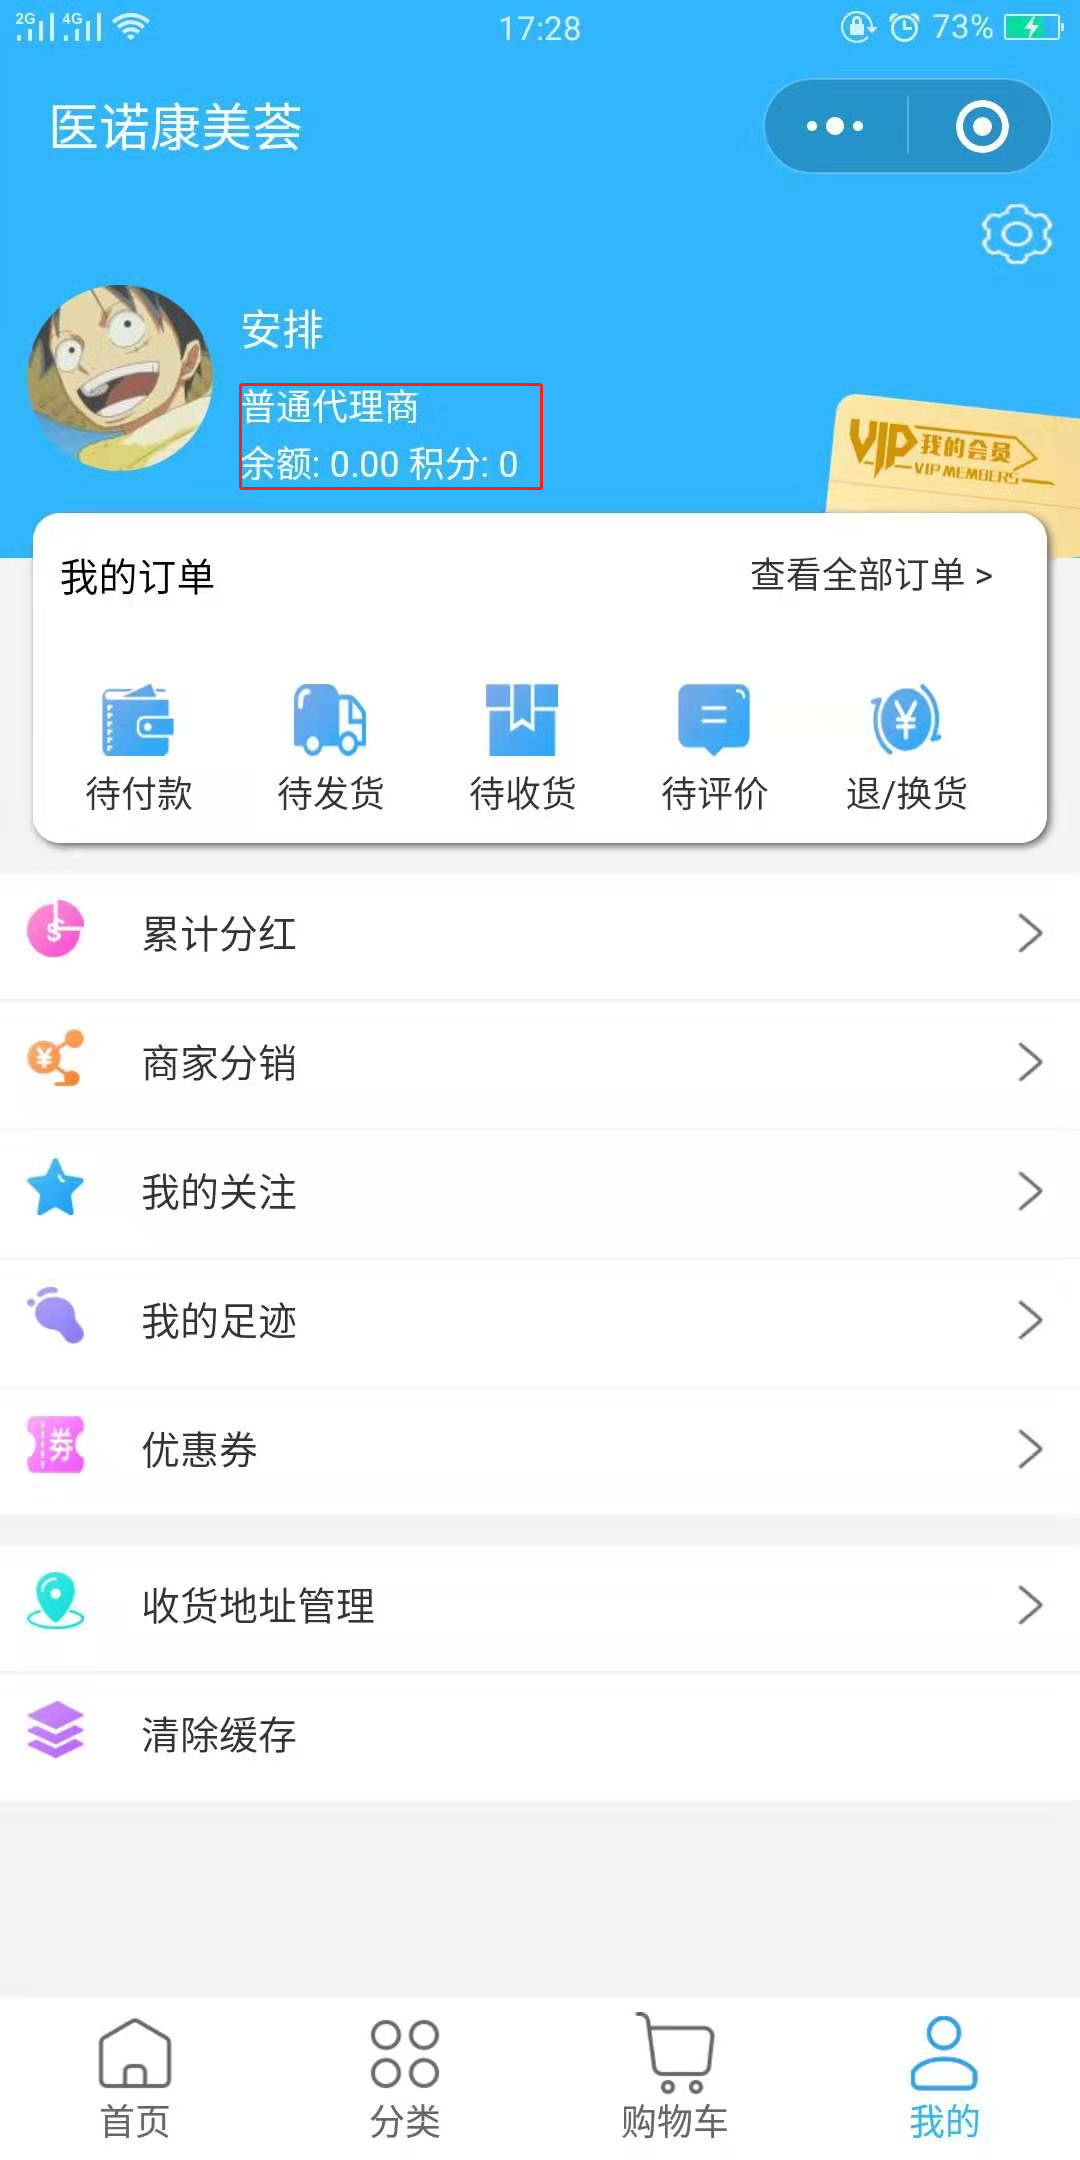 2G 4G 17:28 73%
医诺康美荟
安排
普通代理商
余额: 0.00 积分: 0
VIP 我的会员
VIP MEMBERS
我的订单 查看全部订单 >
待付款 待发货 待收货 待评价 退/换货
累计分红
商家分销
我的关注
我的足迹
券 优惠券
收货地址管理
清除缓存
首页 分类 购物车 我的